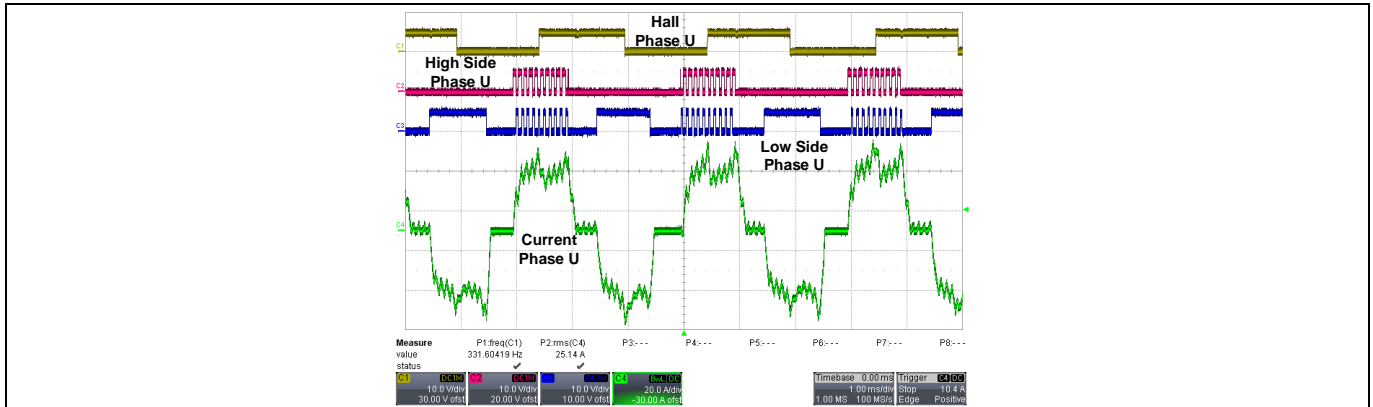 Hall
Phase U
C1
High Side
Phase U
C2
C3
Low Side
Phase U
C4
Current
Phase U
Measure P1:freq(C1) P2:rms(C4) P3:- - - P4:- - - P5:- - - P6:- - - P7:- - - P8:- - -
value 331.60419 Hz 25.14 A
status ✓ ✓
C1 DC1M C2 DC1M C4 BwL DC Timebase 0.00 ms Trigger C4 DC
10.0 V/div 10.0 V/div 10.0 V/div 20.0 A/div 1.00 ms/div Stop 10.4 A
30.00 V ofst 20.00 V ofst 10.00 V ofst -30.00 A ofst 1.00 MS 100 MS/s Edge Positive